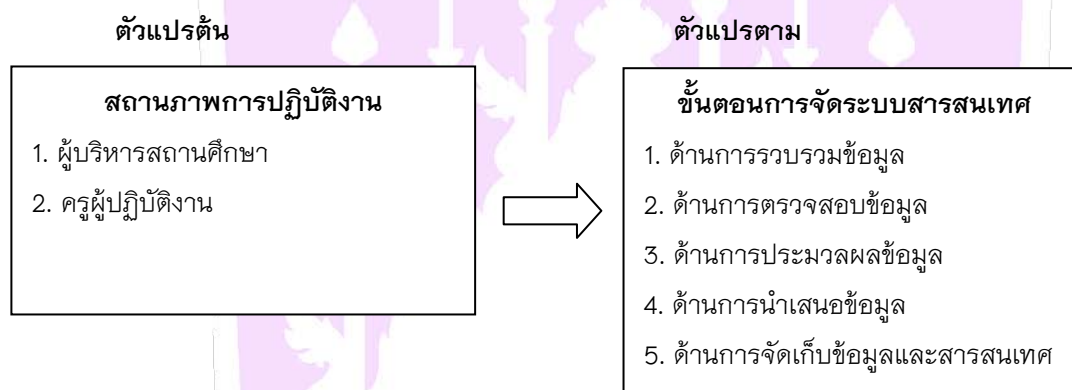 ตัวแปรต้น
สถานภาพการปฏิบัติงาน
1. ผู้บริหารสถานศึกษา
2. ครูผู้ปฏิบัติงาน
ตัวแปรตาม
ขั้นตอนการจัดระบบสารสนเทศ
1. ด้านการรวบรวมข้อมูล
2. ด้านการตรวจสอบข้อมูล
3. ด้านการประมวลผลข้อมูล
4. ด้านการนำเสนอข้อมูล
5. ด้านการจัดเก็บข้อมูลและสารสนเทศ